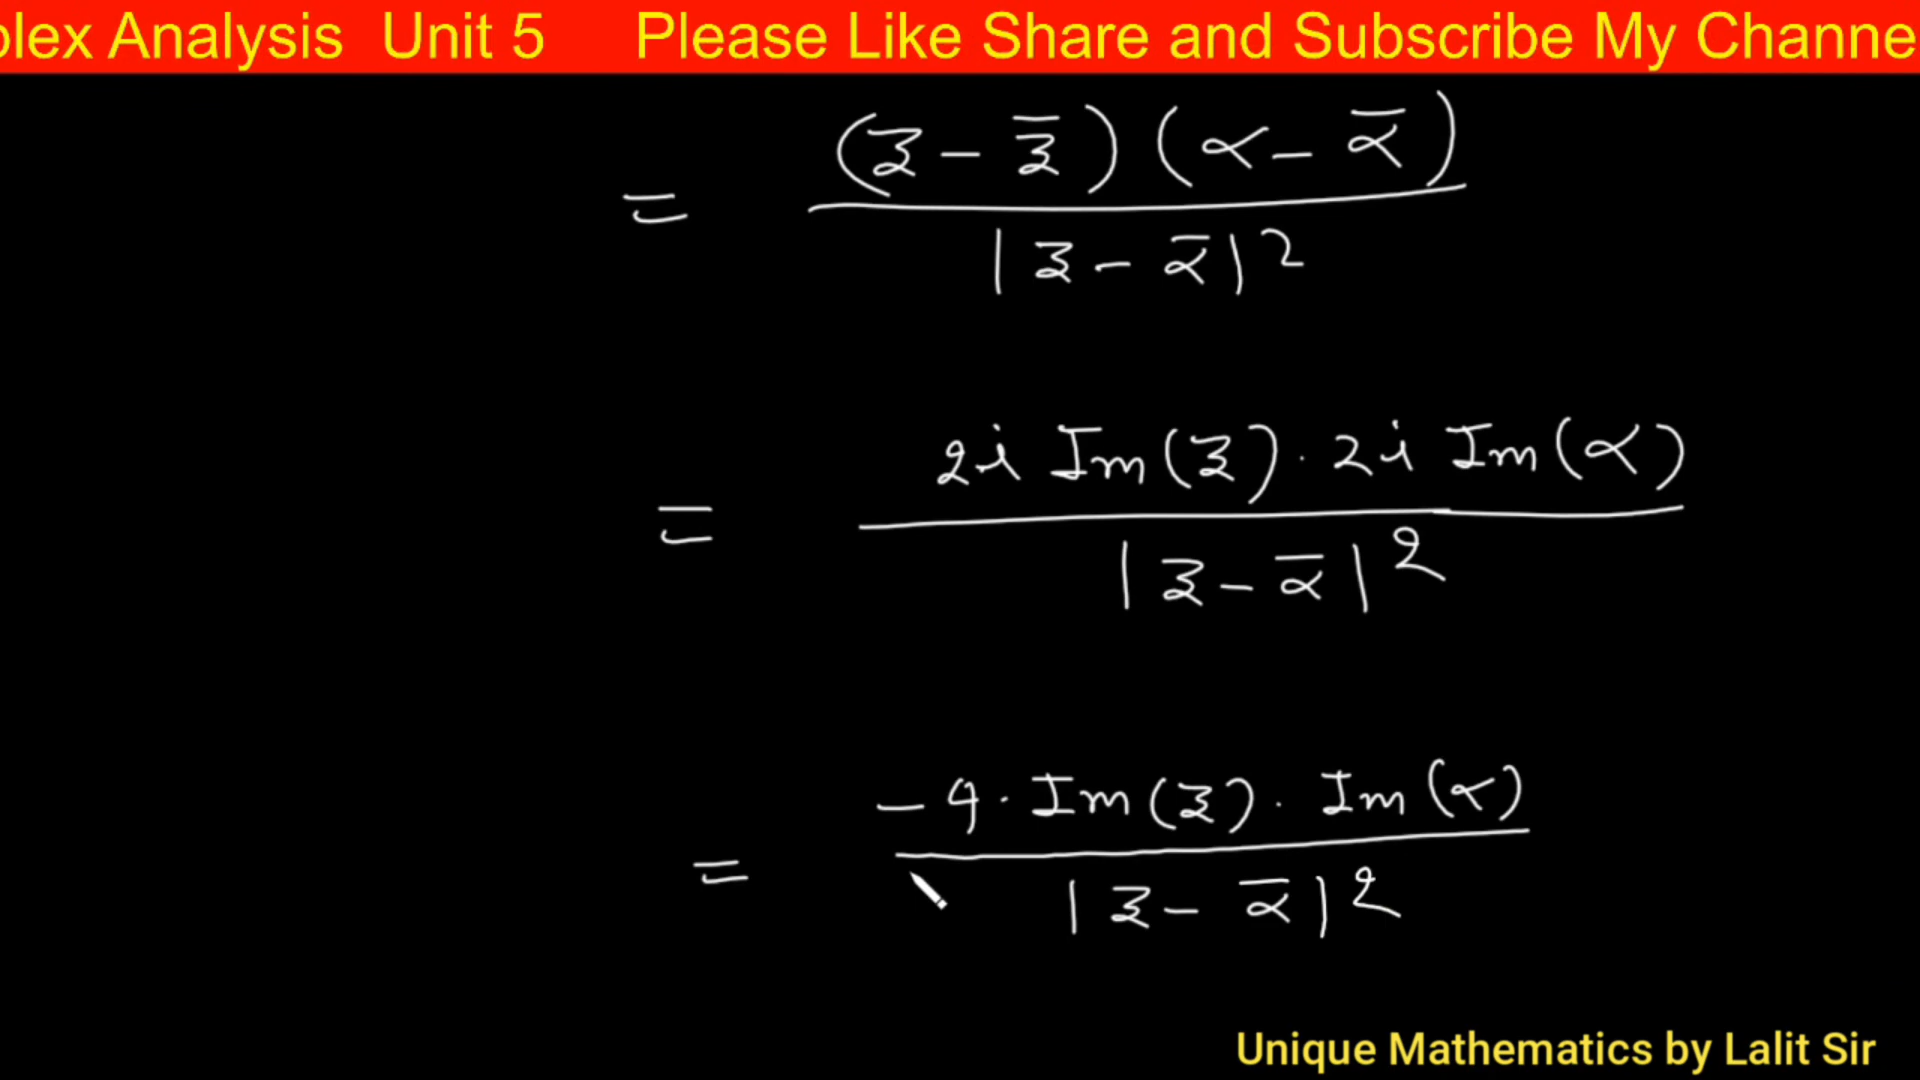 plex Analysis Unit 5 Please Like Share and Subscribe My Channe
= (z - z̄)(α - ᾱ) / |z - ᾱ|²
= 2i Im(z) · 2i Im(α) / |z - ᾱ|²
= -4 · Im(z) · Im(α) / |z - ᾱ|²
Unique Mathematics by Lalit Sir